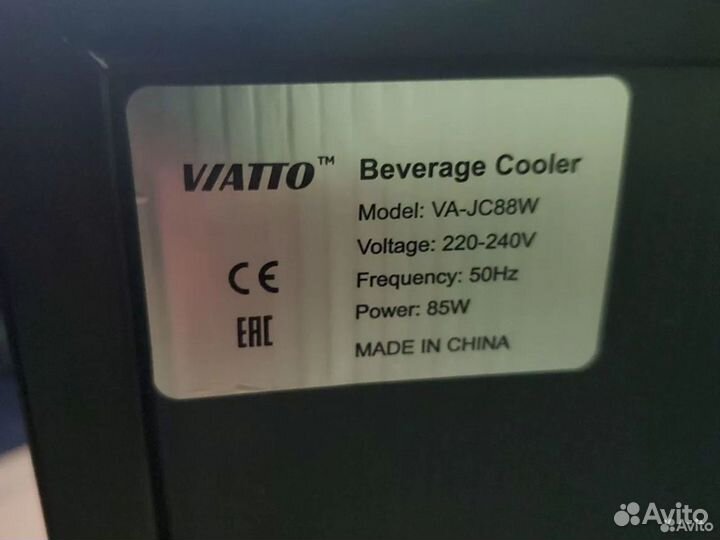 VIATTO™
Beverage Cooler
Model: VA-JC88W
Voltage: 220-240V
Frequency: 50Hz
Power: 85W
MADE IN CHINA
CE
EAC
Avito
Avito